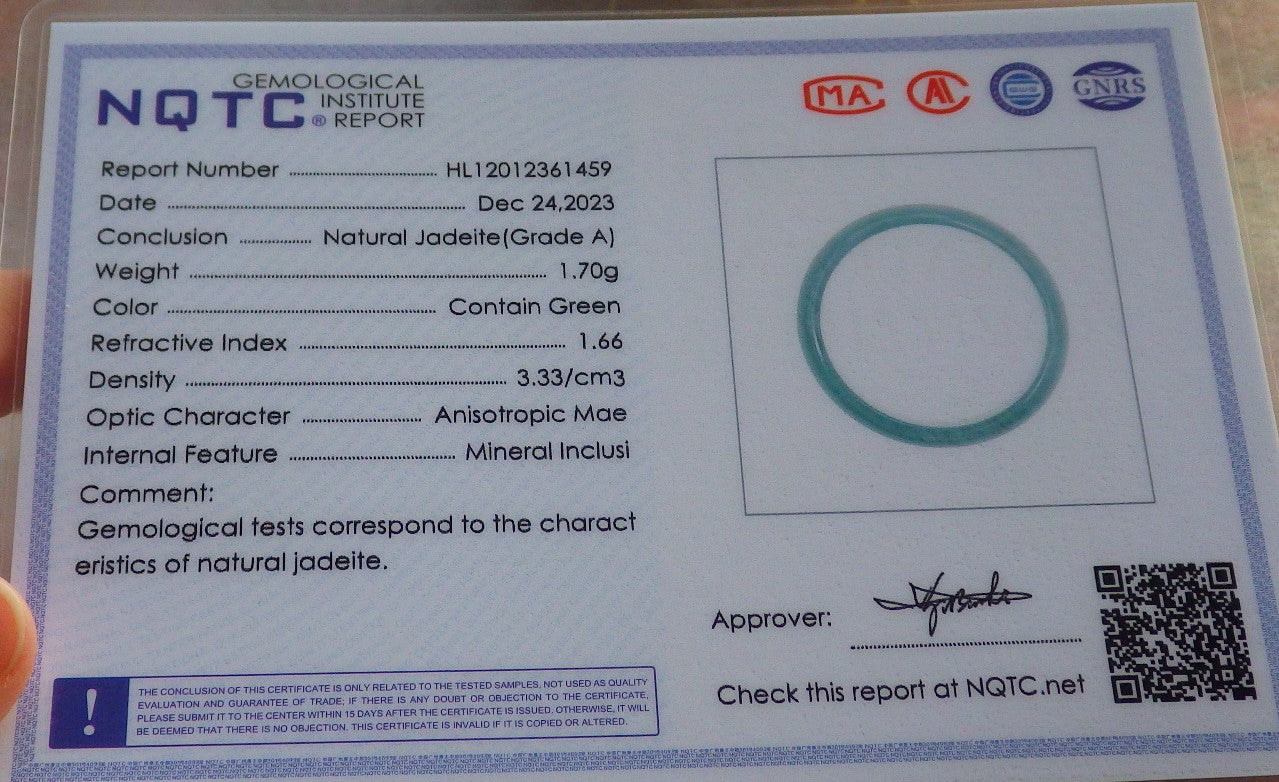 GEMOLOGICAL
NQTC® INSTITUTE
REPORT
MA
AL
GNRS
Report Number ........ HL12012361459
Date ........ Dec 24,2023
Conclusion ........ Natural Jadeite(Grade A)
Weight ........ 1.70g
Color ........ Contain Green
Refractive Index ........ 1.66
Density ........ 3.33/cm3
Optic Character ........ Anisotropic Mae
Internal Feature ........ Mineral Inclusi
Comment:
Gemological tests correspond to the charact
eristics of natural jadeite.
Approver:
Check this report at NQTC.net
! THE CONCLUSION OF THIS CERTIFICATE IS ONLY RELATED TO THE TESTED SAMPLES, NOT USED AS QUALITY
EVALUATION AND GUARANTEE OF TRADE; IF THERE IS ANY DOUBT OR OBJECTION TO THE CERTIFICATE,
PLEASE SUBMIT IT TO THE CENTER WITHIN 15 DAYS AFTER THE CERTIFICATE IS ISSUED. OTHERWISE, IT WILL
BE DEEMED THAT THERE IS NO OBJECTION. THIS CERTIFICATE IS INVALID IF IT IS COPIED OR ALTERED.